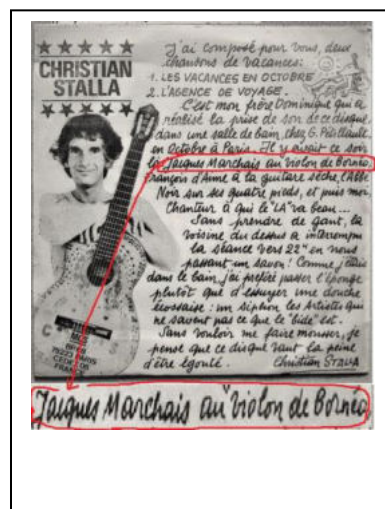 CHRISTIAN
STALLA
J'ai composé pour vous, deux
chansons de vacances:
1. LES VACANCES EN OCTOBRE
2. L'AGENCE DE VOYAGE.
C'est mon frère Dominique qui a
réalisé la prise de son de ce disque,
dans une salle de bain, chez G.
en Octobre à Paris. Il y avait ce soir
là Jacques Marchais au violon de Bornéo,
François d'Anne à la guitare sèche, l'Abbé
Noir sur ses quatre pieds, et puis moi,
Chanteur à qui le "LA" va beau...
Sans prendre de gant, la
voisine du dessus a interrompu
la séance vers 22H en nous
passant un savon! Comme j'étais
dans le bain, j'ai préféré passer l'éponge
plutôt que d'essuyer une douche
écossaise: un siphon les Artistes qui
ne savent pas ce que le "bide" est.
Sans vouloir me faire mousser, je
pense que ce disque vaut la peine
d'être égoutté.
Christian STALLA
PARIS
CEDEX 05
FRANCE
Jacques Marchais au violon de Bornéo